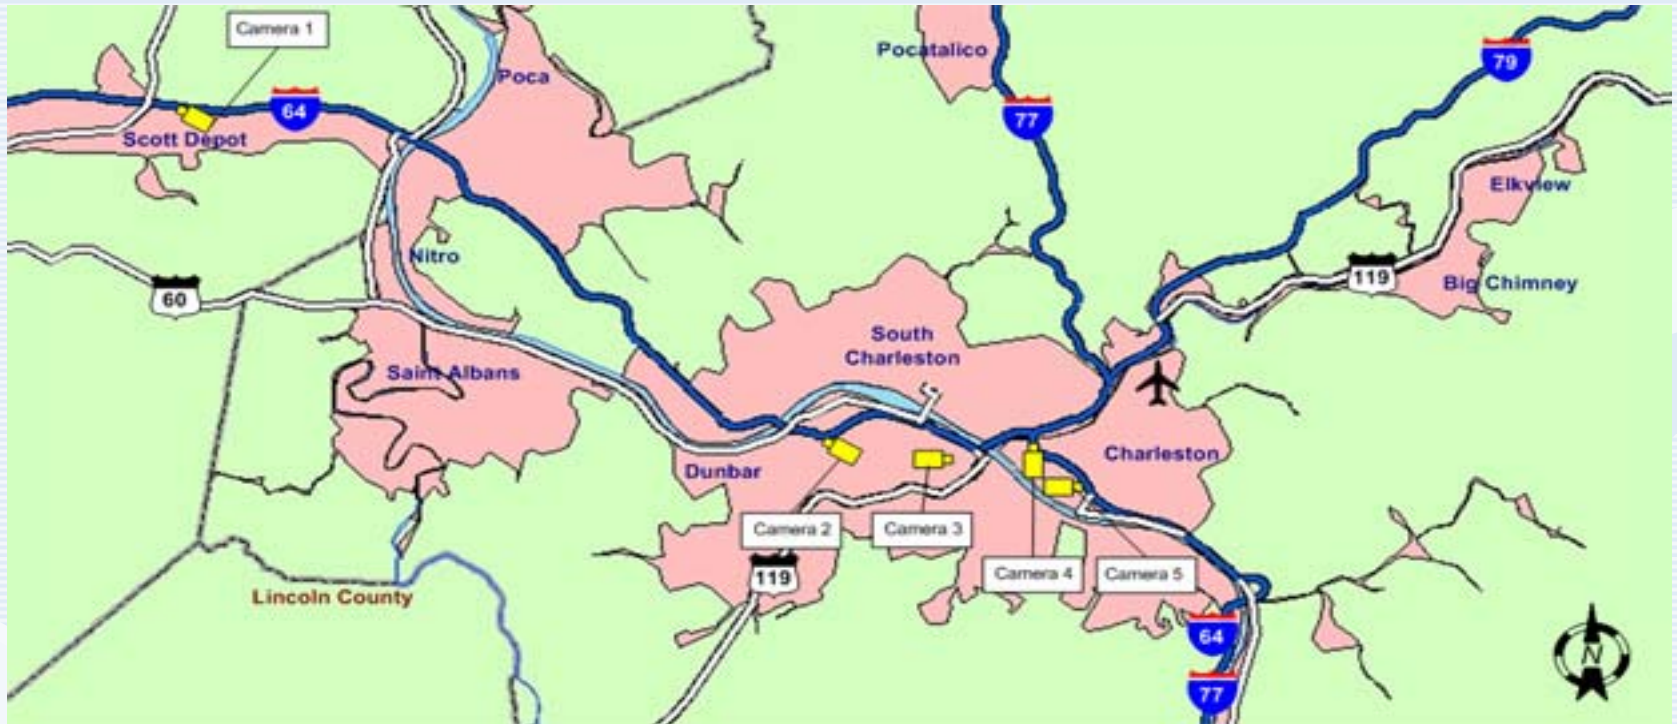 Camera 1
Pocatalico
79
Poca
64
77
Scott Depot
Elkview
Nitro
119
Big Chimney
60
South
Charleston
Saint Albans
Charleston
Dunbar
Camera 2
Camera 3
119
Camera 4
Camera 5
Lincoln County
64
N
77